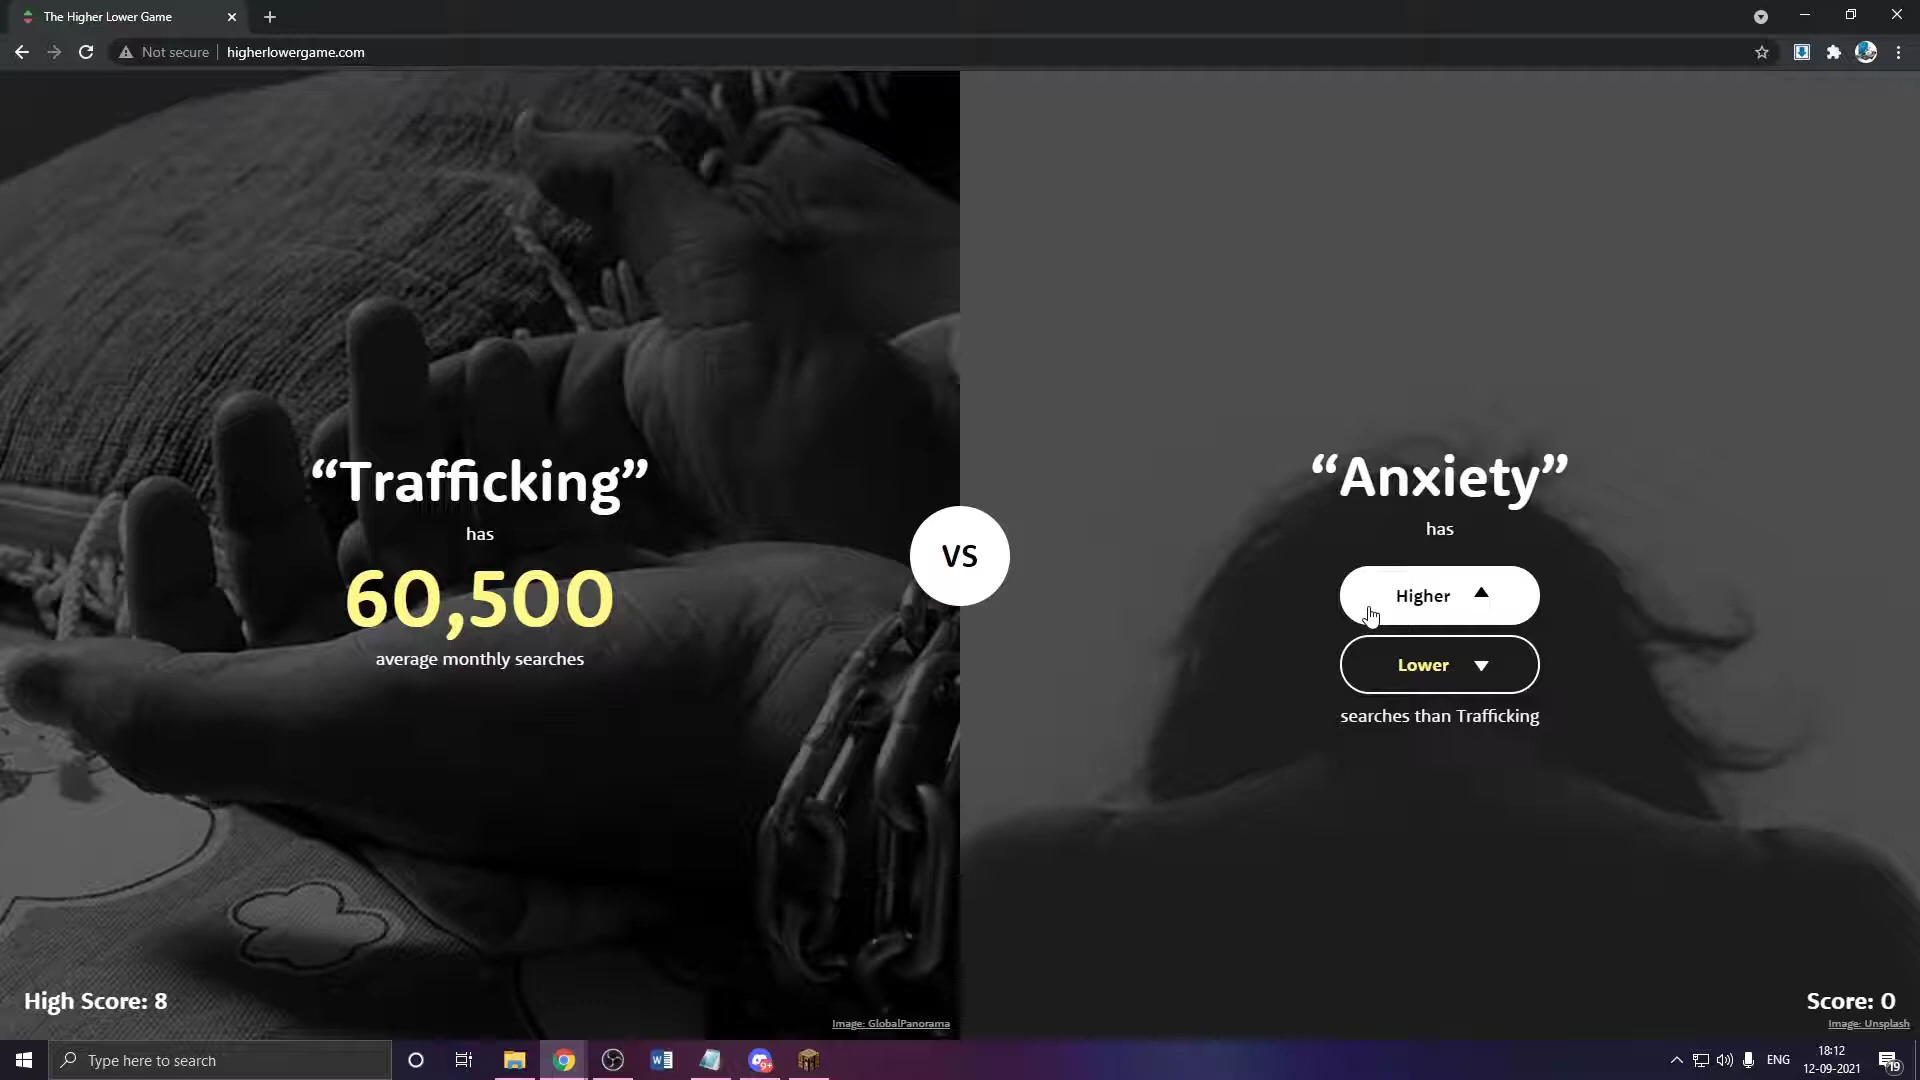 The Higher Lower Game
Not secure
higherlowergame.com
“Trafficking”
has
60,500
average monthly searches
VS
“Anxiety”
has
Higher
Lower
searches than Trafficking
High Score: 8
Image: GlobalPanorama
Score: 0
Image: Unsplash
Type here to search
9+
ENG
18:12
12-09-2021
19